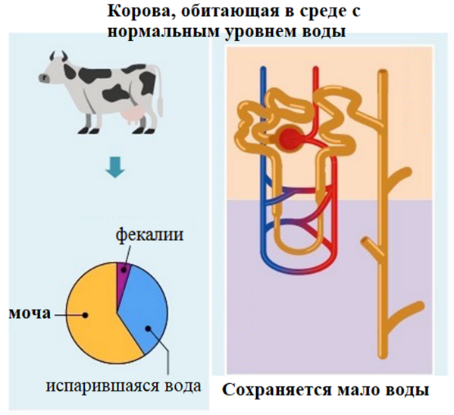 Корова, обитающая в среде с
нормальным уровнем воды
фекалии
моча
испарившаяся вода
Сохраняется мало воды